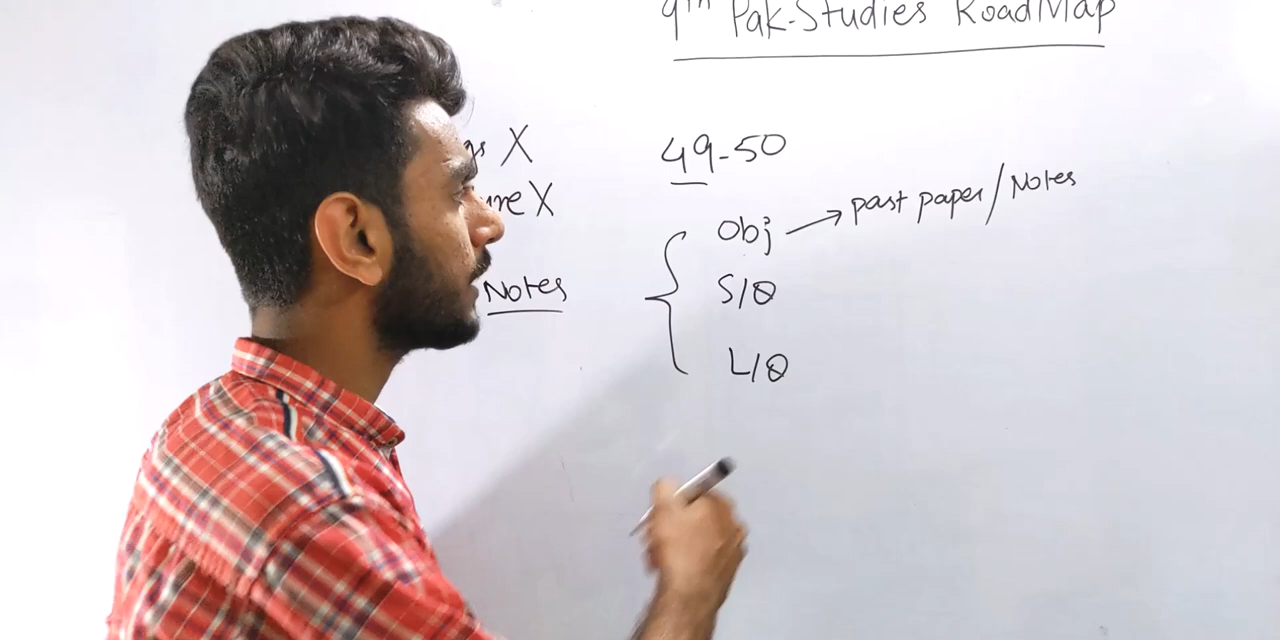 9th Pak-Studies RoadMap
X
49-50
X
Obj → past paper/Notes
Notes
S/Q
L/Q